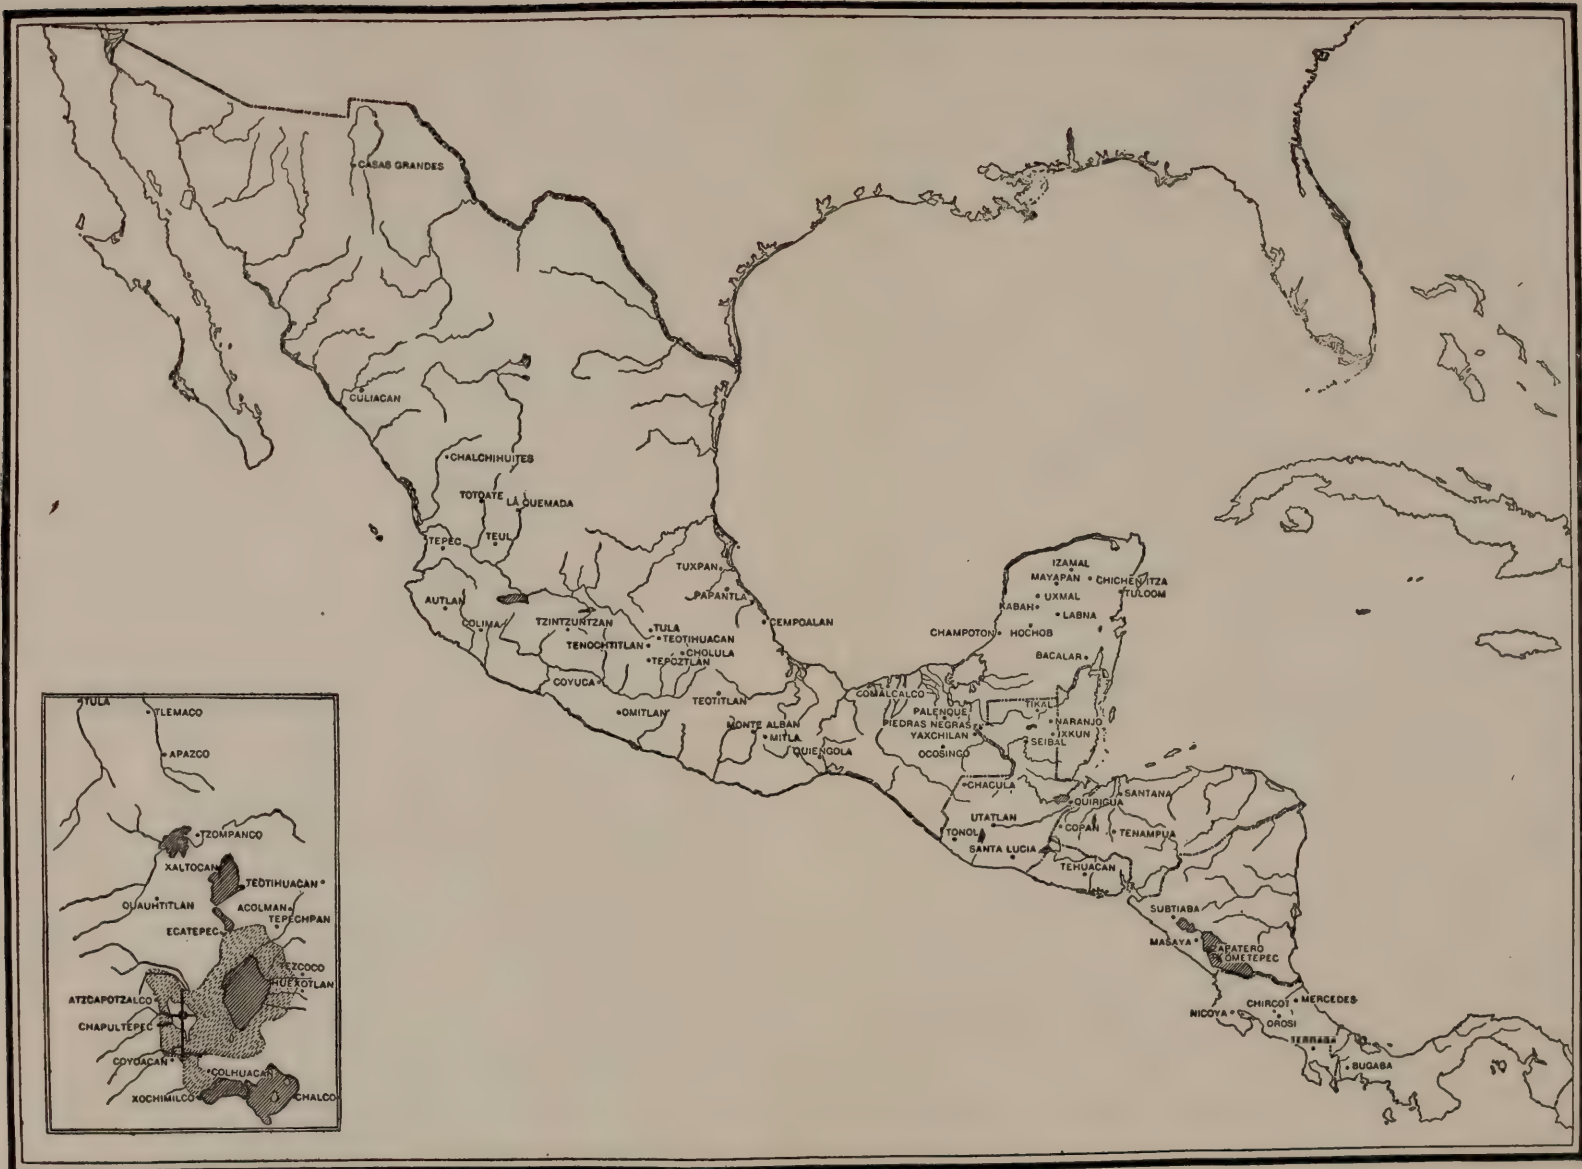 CASAS GRANDES
CULIACAN
CHALCHIHUITES
TOTOATE
LA QUEMADA
TEPEC
TEUL
TUXPAN
PAPANTLA
AUTLAN
COLIMA
TZINTZUNTZAN
TULA
TEOTIHUACAN
TENOCHTITLAN
CHOLULA
TEPOZTLAN
CEMPOALAN
COYUCA
OMITLAN
TEOTITLAN
MONTE ALBAN
MITLA
QUIENGOLA
IZAMAL
MAYAPAN
CHICHEN ITZA
TULOOM
UXMAL
KABAH
LABNA
CHAMPOTON
HOCHOB
BACALAR
COMALCALCO
PALENQUE
TIKAL
PIEDRAS NEGRAS
NARANJO
YAXCHILAN
IXKUN
SEIBAL
OCOSINGO
CHACULA
QUIRIGUA
SANTANA
UTATLAN
COPAN
TENAMPUA
TONOLA
SANTA LUCIA
TEHUACAN
SUBTIABA
MASAYA
ZAPATERO
OMETEPEC
NICOYA
CHIRCOT
MERCEDES
OROSI
TERRABA
BUGABA
TULA
TLEMACO
APAZCO
TZOMPANCO
XALTOCAN
TEOTIHUACAN
QUAUHTITLAN
ACOLMAN
TEPECHPAN
ECATEPEC
TEZCOCO
HUEXOTLAN
ATZCAPOTZALCO
CHAPULTEPEC
COYOACAN
COLHUACAN
XOCHIMILCO
CHALCO